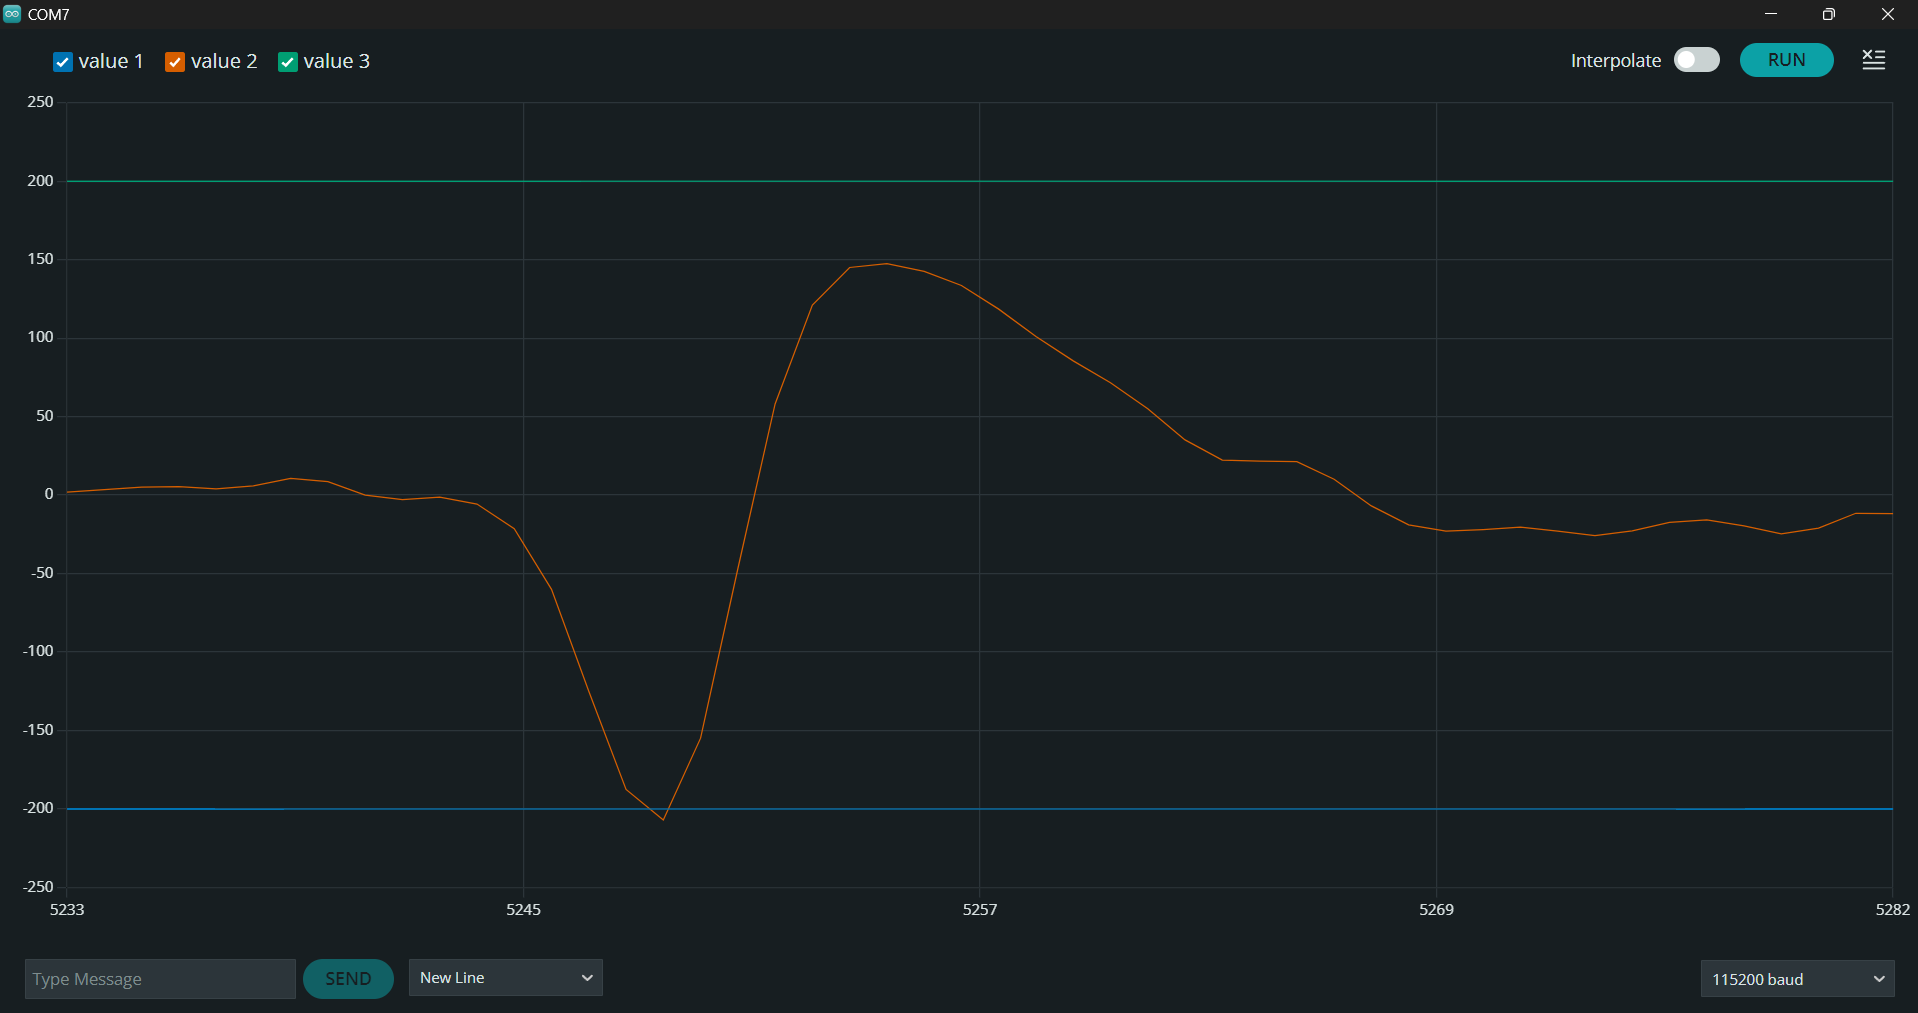 COM7
value 1 value 2 value 3 Interpolate RUN
250
200
150
100
50
0
-50
-100
-150
-200
-250
5233 5245 5257 5269 5282
Type Message SEND New Line 115200 baud